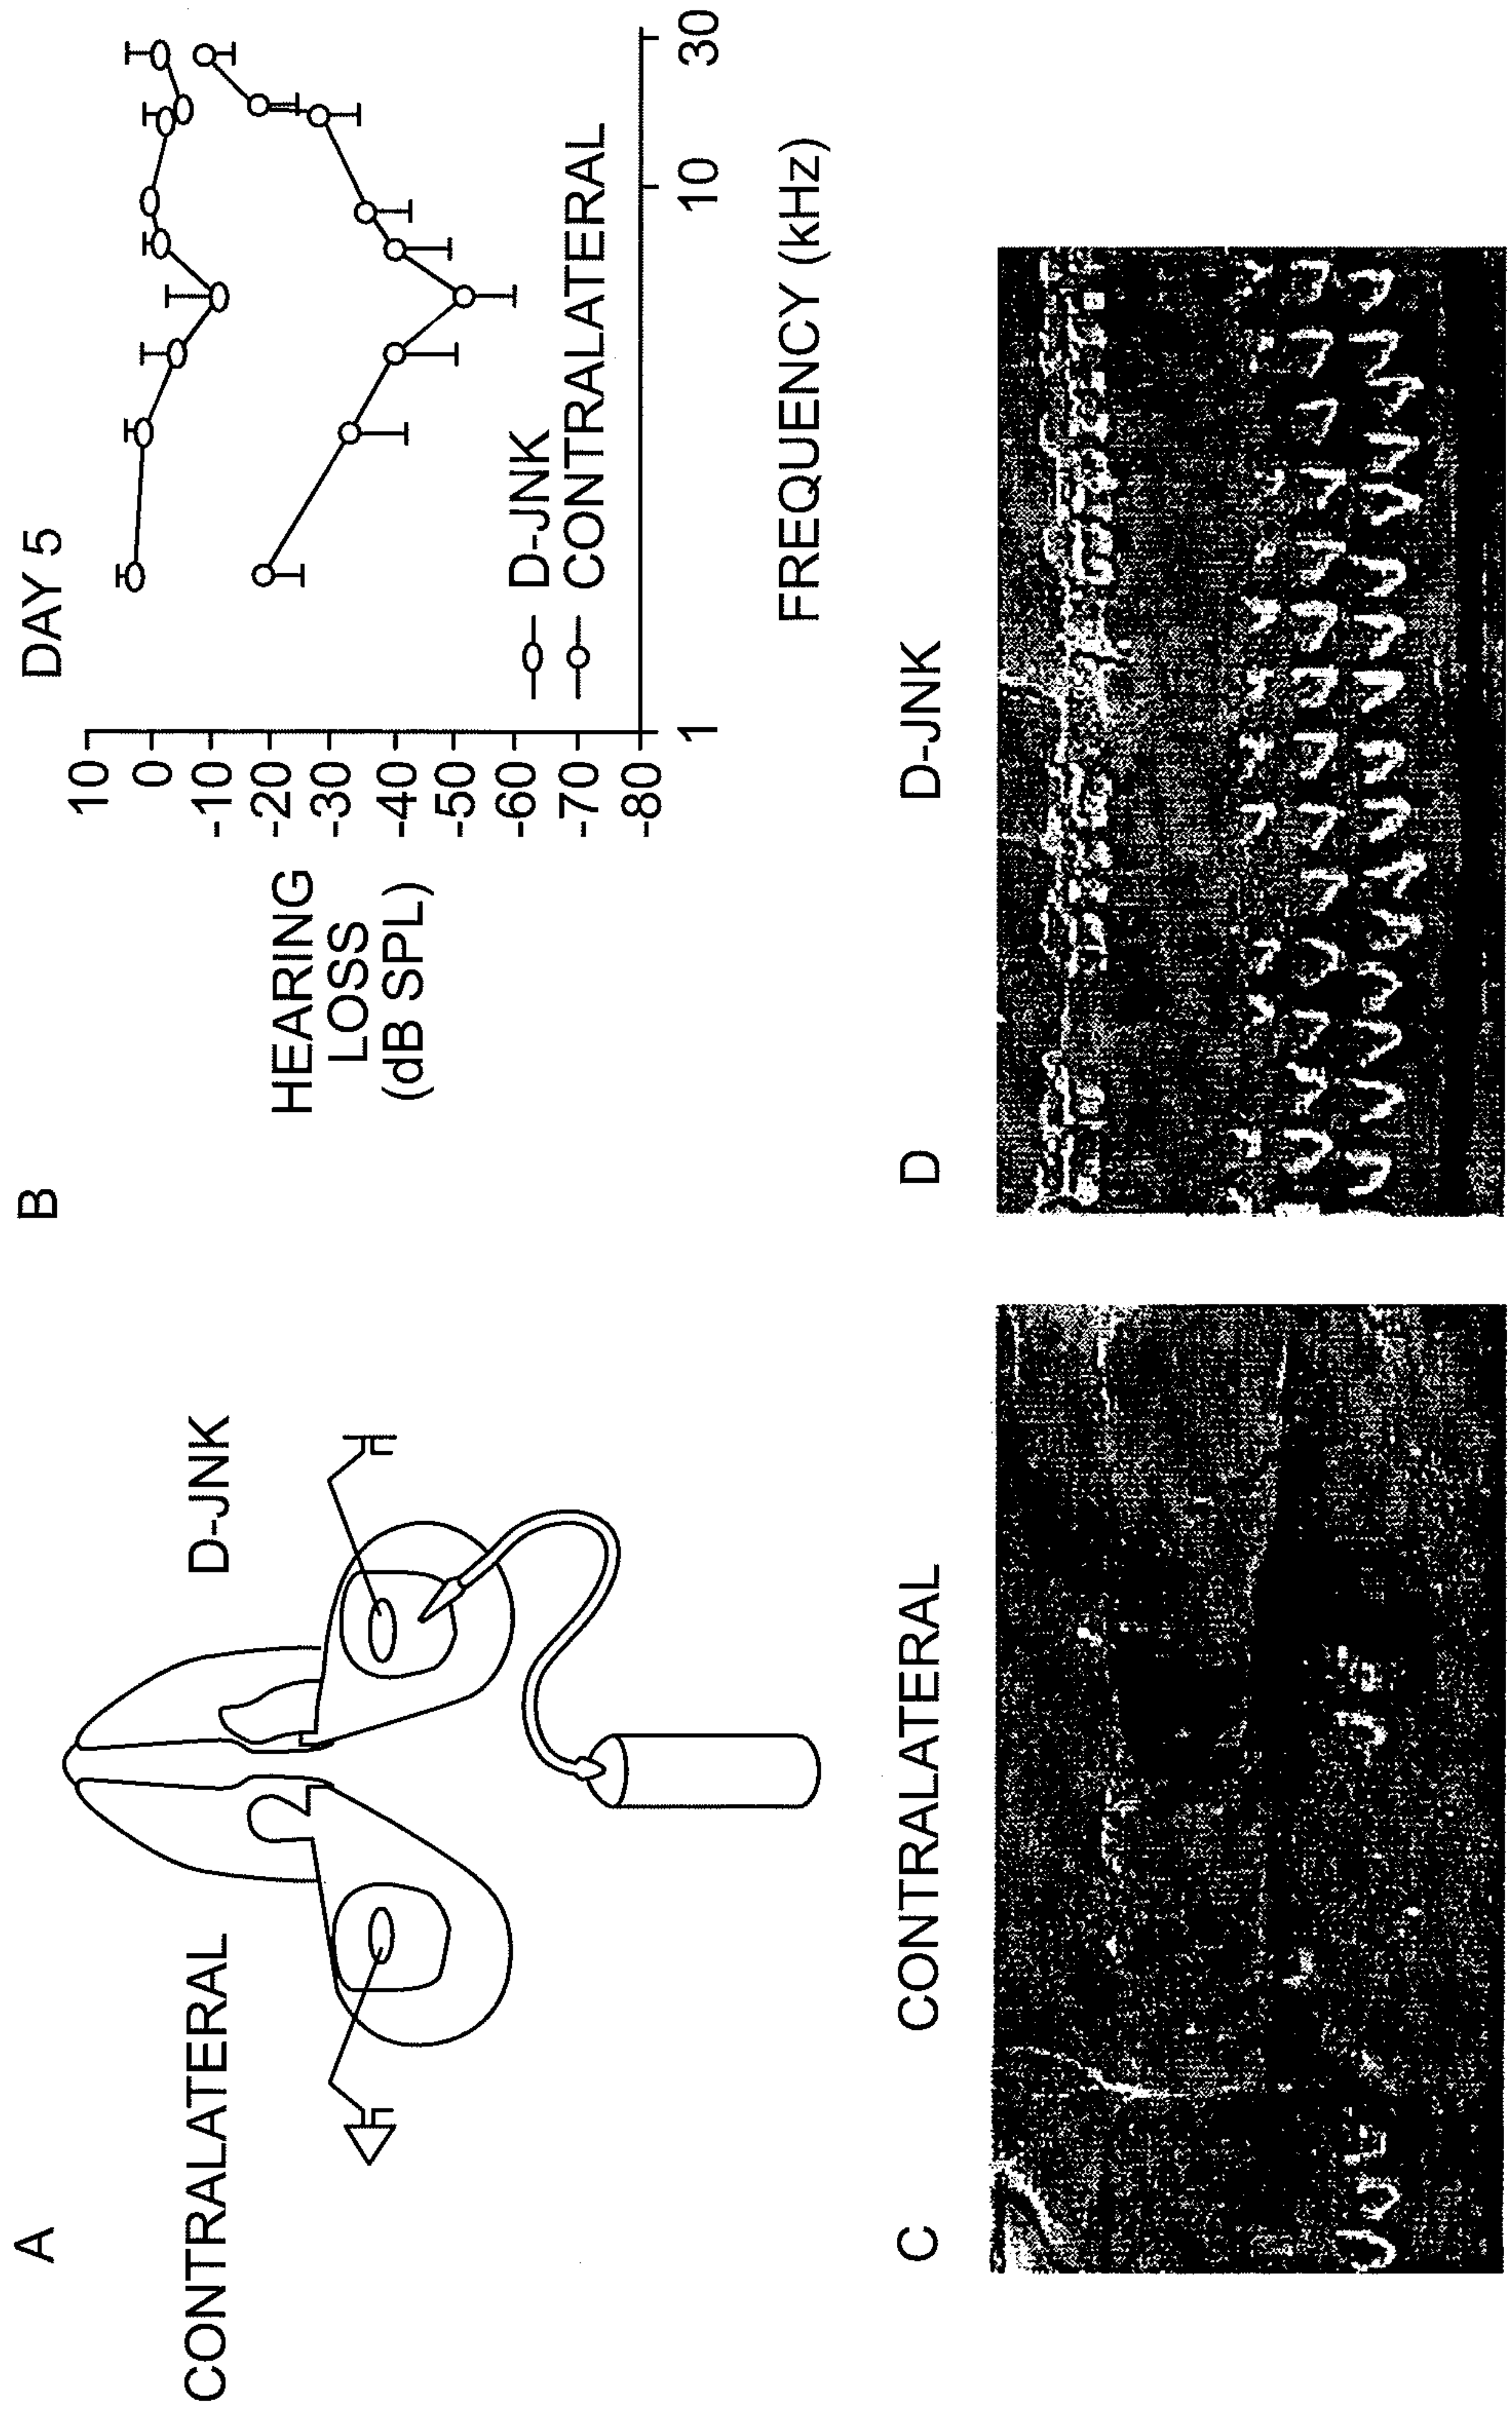 A
CONTRALATERAL
D-JNK
B
DAY 5
HEARING
LOSS
(dB SPL)
10
0
-10
-20
-30
-40
-50
-60
-70
-80
D-JNK
CONTRALATERAL
1
10
30
FREQUENCY (kHz)
C
CONTRALATERAL
D
D-JNK